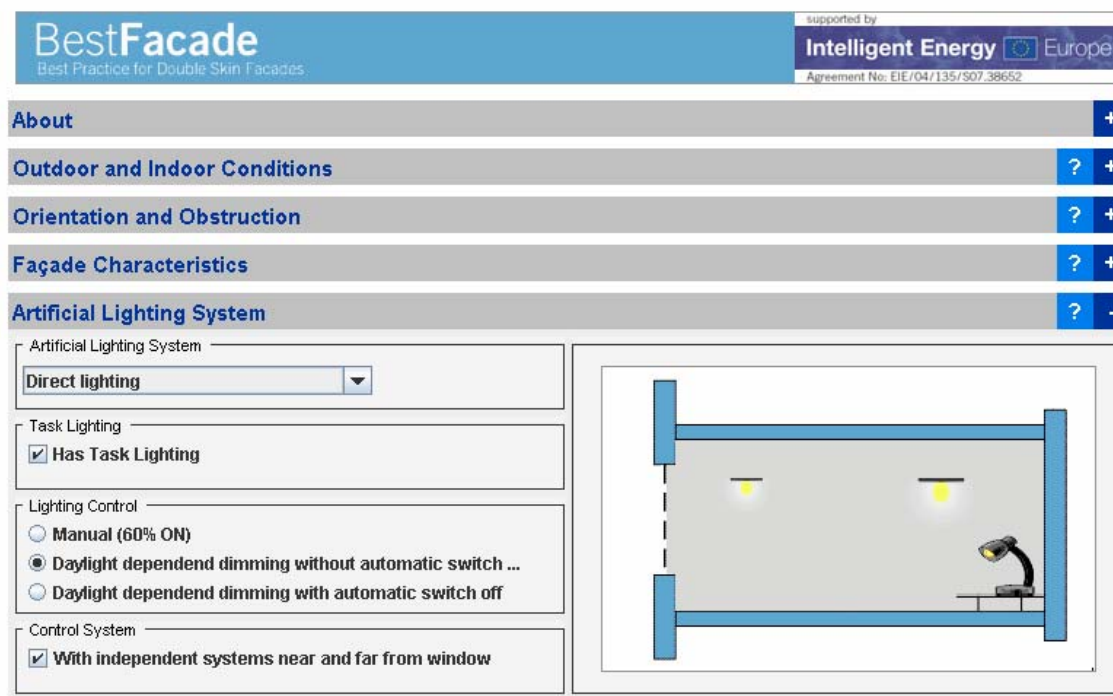 BestFacade
Best Practice for Double Skin Facades
supported by
Intelligent Energy Europe
Agreement No: EIE/04/135/S07.38652
About +
Outdoor and Indoor Conditions ? +
Orientation and Obstruction ? +
Façade Characteristics ? +
Artificial Lighting System ? -
Artificial Lighting System
Direct lighting
Task Lighting
Has Task Lighting
Lighting Control
Manual (60% ON)
Daylight dependend dimming without automatic switch ...
Daylight dependend dimming with automatic switch off
Control System
With independent systems near and far from window